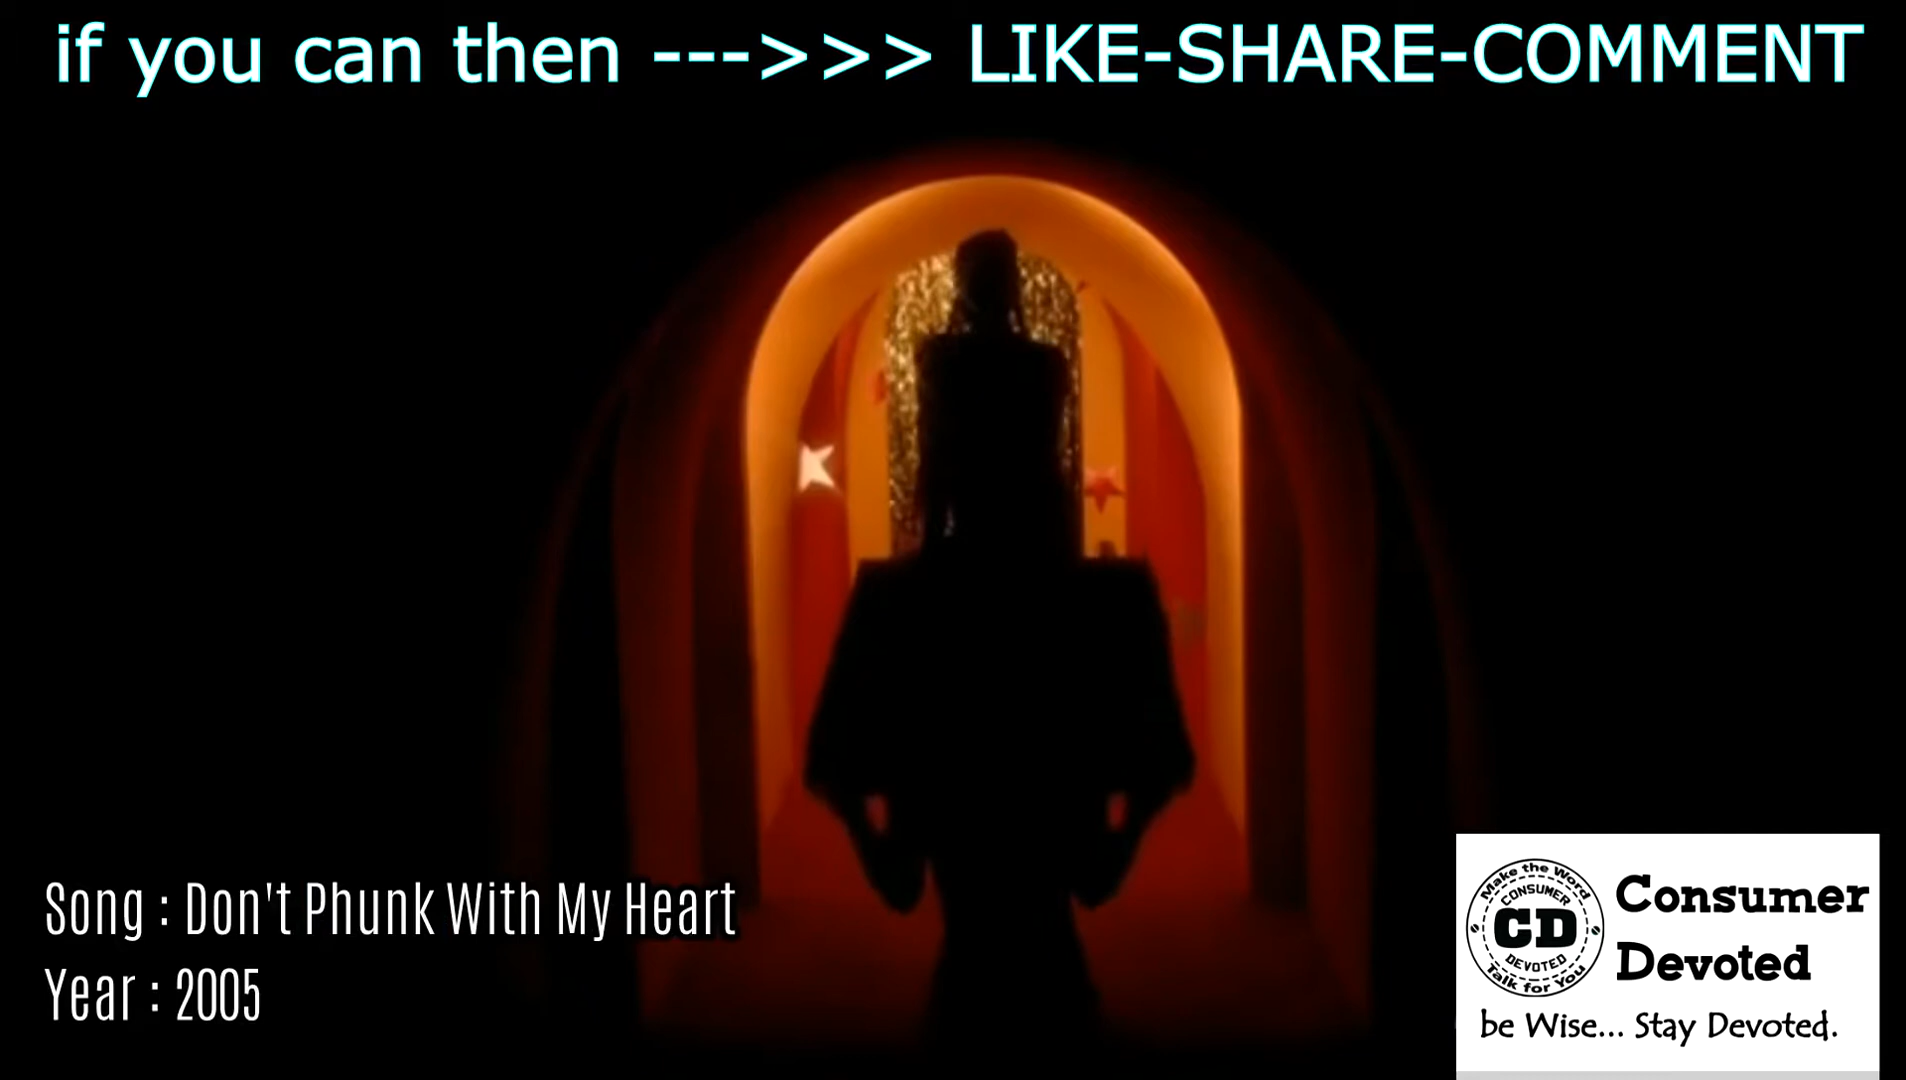 if you can then --->>> LIKE-SHARE-COMMENT
Song : Don't Phunk With My Heart
Year : 2005
Make the Word
CONSUMER
CD
DEVOTED
Talk for You
Consumer
Devoted
be Wise... Stay Devoted.